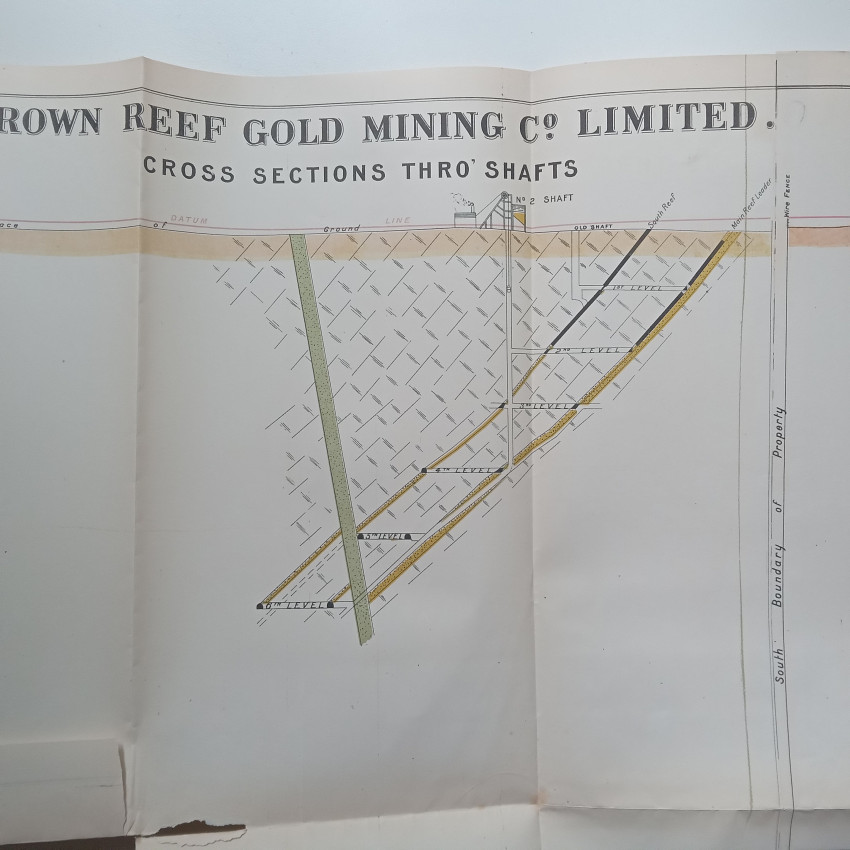 ROWN REEF GOLD MINING Co. LIMITED.
CROSS SECTIONS THRO' SHAFTS
No 2 SHAFT
South Reef
Main Reef Leader
Wire Fence
DATUM LINE
of Ground
OLD SHAFT
1ST LEVEL
2ND LEVEL
3RD LEVEL
4TH LEVEL
5TH LEVEL
6TH LEVEL
South Boundary of Property